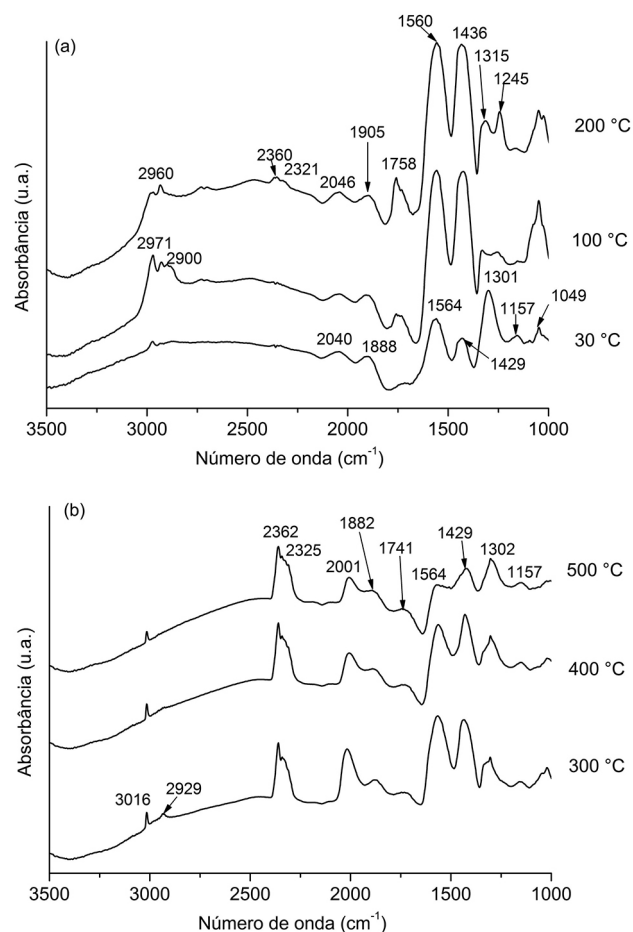 (a)
1560
1436
1315
1245
200 °C
1905
2360
2321
1758
2960
2046
100 °C
2971
2900
1301
1564
1157
1049
30 °C
2040
1888
1429
Absorbância (u.a.)
3500 3000 2500 2000 1500 1000
Número de onda (cm⁻¹)
(b)
2362
1882
1429
2325
1741
1302
2001
1564
1157
500 °C
400 °C
300 °C
3016
2929
Absorbância (u.a.)
3500 3000 2500 2000 1500 1000
Número de onda (cm⁻¹)